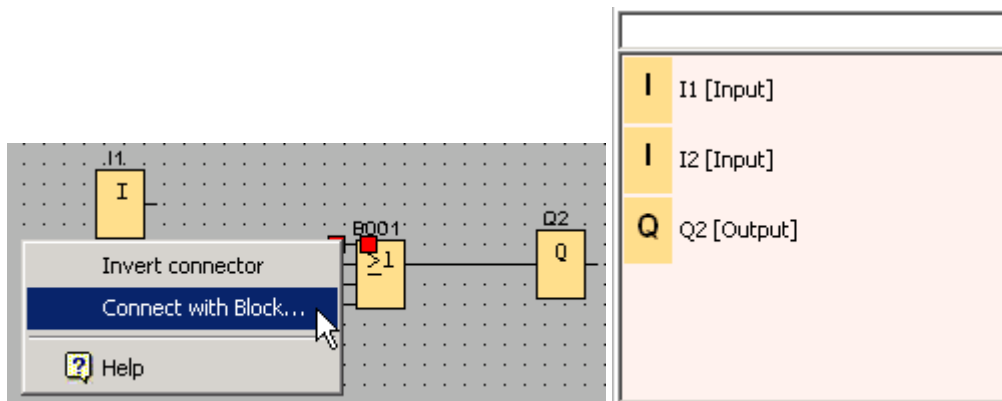 I1
I
B001
≥1
Q2
Q
Invert connector
Connect with Block...
? Help
I I1 [Input]
I I2 [Input]
Q Q2 [Output]